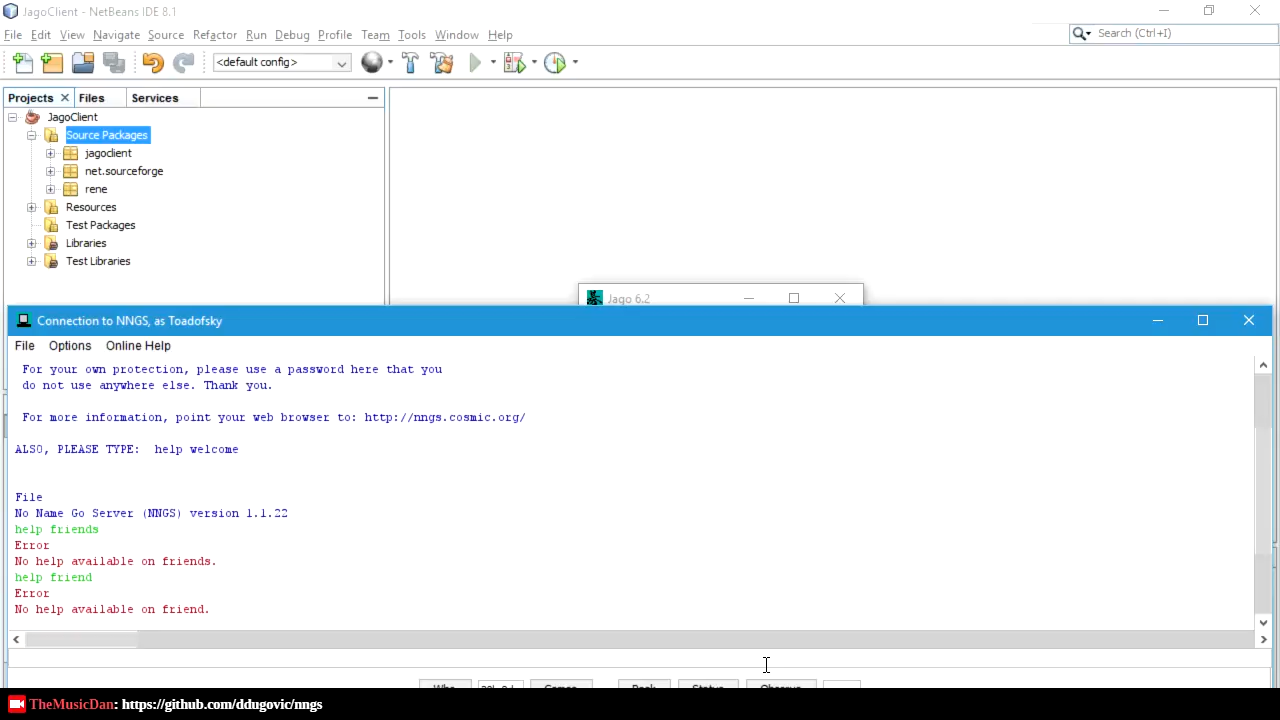 JagoClient - NetBeans IDE 8.1
File Edit View Navigate Source Refactor Run Debug Profile Team Tools Window Help
Search (Ctrl+I)
<default config>
Projects Files Services
JagoClient
Source Packages
jagoclient
net.sourceforge
rene
Resources
Test Packages
Libraries
Test Libraries
Jago 6.2
Connection to NNGS, as Toadofsky
File Options Online Help
For your own protection, please use a password here that you
do not use anywhere else. Thank you.
For more information, point your web browser to: http://nngs.cosmic.org/
ALSO, PLEASE TYPE: help welcome
File
No Name Go Server (NNGS) version 1.1.22
help friends
Error
No help available on friends.
help friend
Error
No help available on friend.
Who Games Peek Status Observe
TheMusicDan: https://github.com/ddugovic/nngs